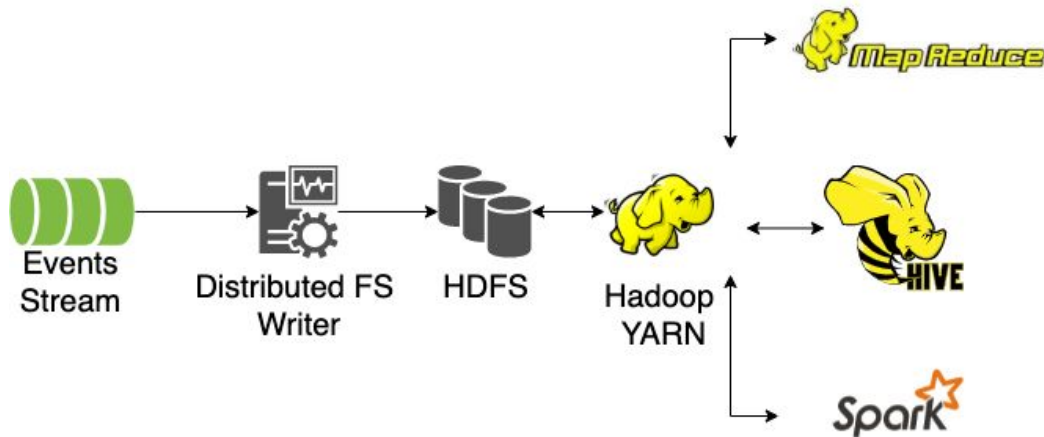 Map Reduce
Events
Stream
Distributed FS
Writer
HDFS
Hadoop
YARN
HIVE
Spark